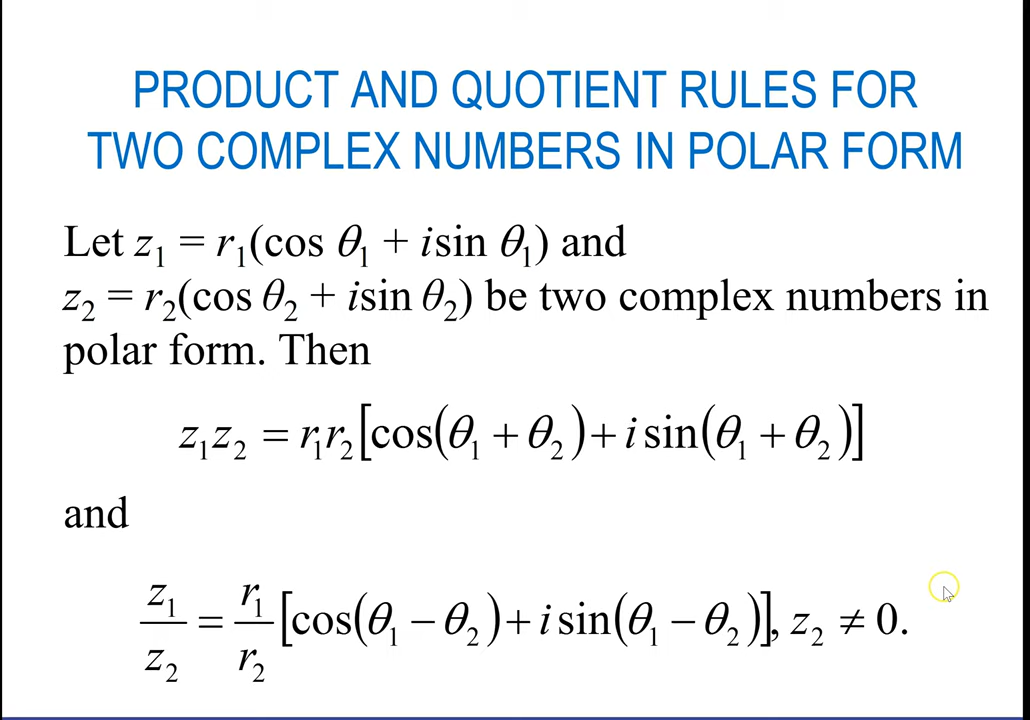 PRODUCT AND QUOTIENT RULES FOR
TWO COMPLEX NUMBERS IN POLAR FORM
Let z₁ = r₁(cos θ₁ + isin θ₁) and
z₂ = r₂(cos θ₂ + isin θ₂) be two complex numbers in
polar form. Then
z₁z₂ = r₁r₂[cos(θ₁ + θ₂) + i sin(θ₁ + θ₂)]
and
z₁/z₂ = r₁/r₂ [cos(θ₁ − θ₂) + i sin(θ₁ − θ₂)], z₂ ≠ 0.